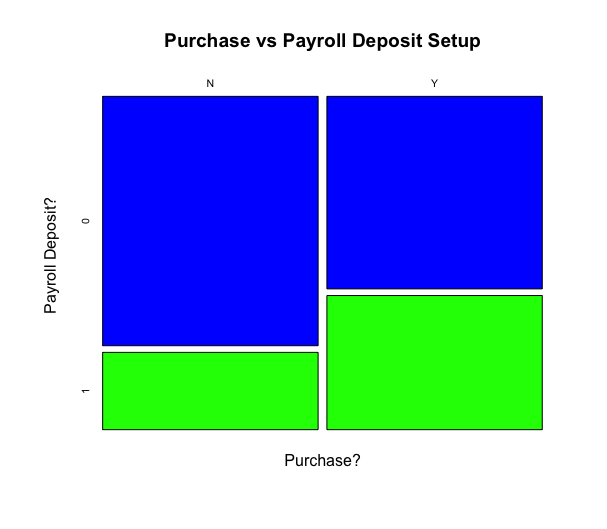 Purchase vs Payroll Deposit Setup
N Y
Payroll Deposit?
0
1
Purchase?